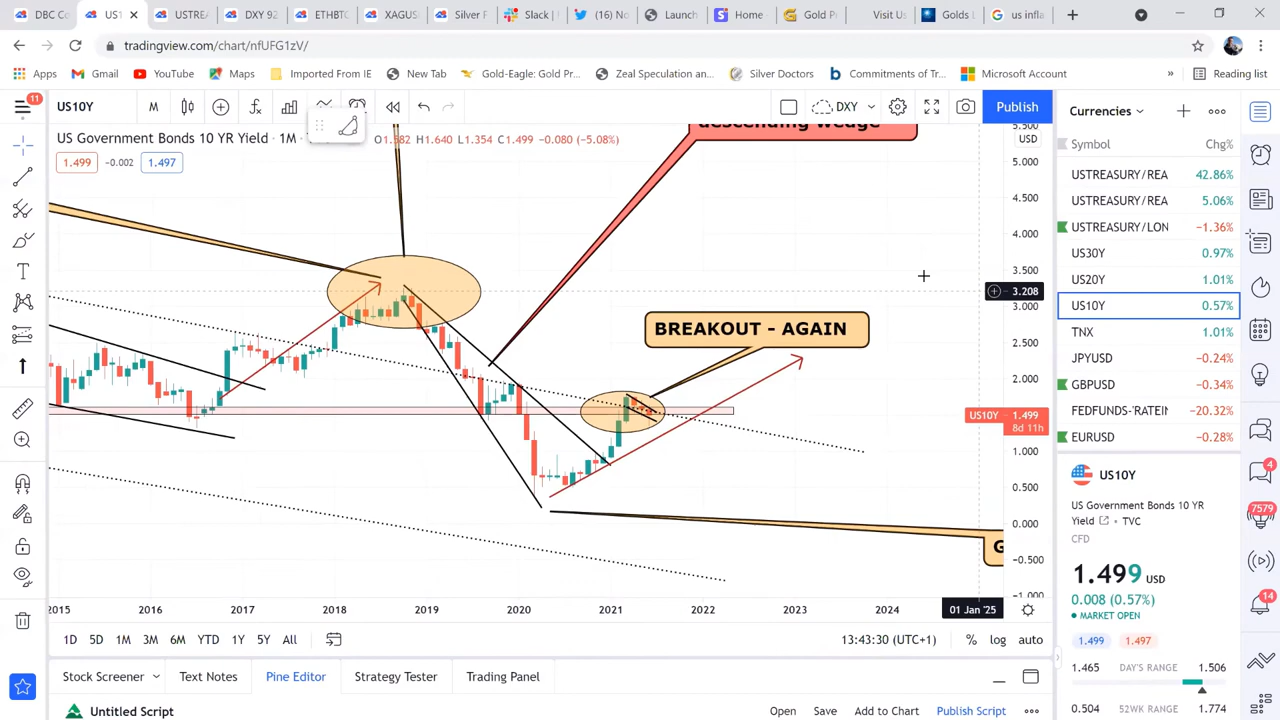 DBC Co
US1
USTREA
DXY 92
ETHBTC
XAGUS
Silver F
Slack |
(16) No
Launch
Home
Gold Pr
Visit Us
Golds L
us infla
tradingview.com/chart/nfUFG1zV/
Apps
Gmail
YouTube
Maps
Imported From IE
New Tab
Gold-Eagle: Gold Pr...
Zeal Speculation an...
Silver Doctors
Commitments of Tr...
Microsoft Account
»
Reading list
11
US10Y
M
DXY
Publish
Currencies
US Government Bonds 10 YR Yield · 1M ·
O1.582 H1.640 L1.354 C1.499 −0.080 (−5.08%)
1.499
-0.002
1.497
descending wedge
BREAKOUT - AGAIN
G
5.500
USD
5.000
4.500
4.000
3.500
3.208
3.000
2.500
2.000
US10Y
1.499
8d 11h
1.000
0.500
0.000
−0.500
−1.000
2015
2016
2017
2018
2019
2020
2021
2022
2023
2024
01 Jan '25
1D
5D
1M
3M
6M
YTD
1Y
5Y
All
13:43:30 (UTC+1)
%
log
auto
Stock Screener
Text Notes
Pine Editor
Strategy Tester
Trading Panel
Untitled Script
Open
Save
Add to Chart
Publish Script
Symbol
Chg%
USTREASURY/REA
42.86%
USTREASURY/REA
5.06%
USTREASURY/LON
−1.36%
US30Y
0.97%
US20Y
1.01%
US10Y
0.57%
TNX
1.01%
JPYUSD
−0.24%
GBPUSD
−0.34%
FEDFUNDS-RATEIN
−20.32%
EURUSD
−0.28%
US10Y
US Government Bonds 10 YR
Yield
TVC
CFD
1.499 USD
0.008 (0.57%)
MARKET OPEN
1.499
1.497
1.465
DAY'S RANGE
1.506
0.504
52WK RANGE
1.774
4
7579
14